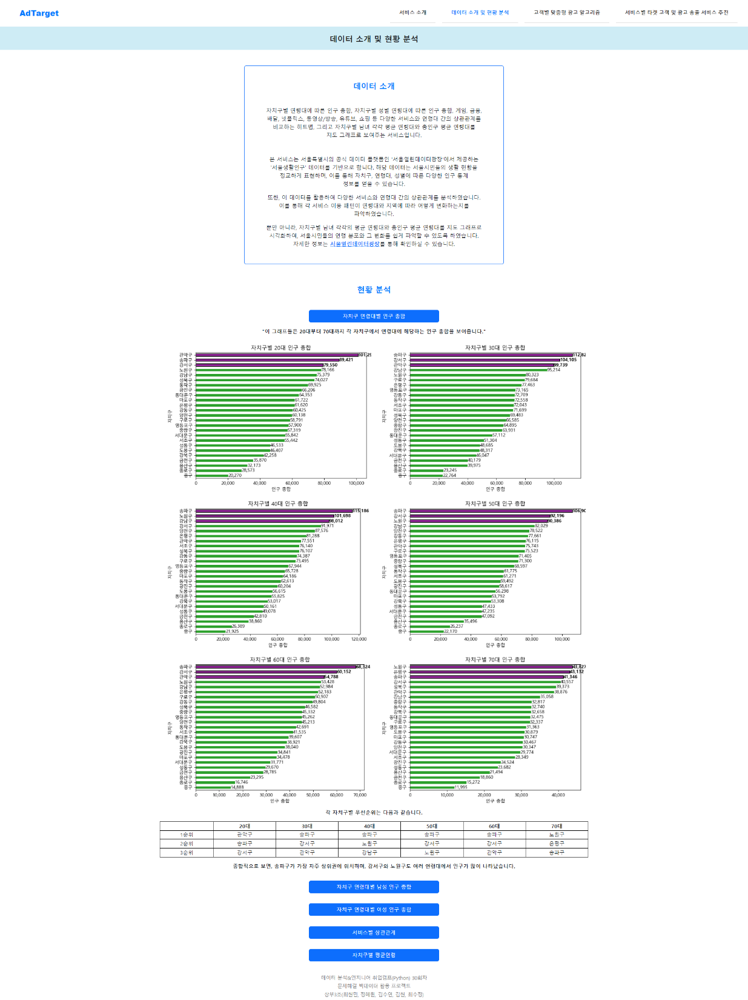 AdTarget
서비스 소개
데이터 소개 및 현황 분석
고객별 맞춤형 광고 알고리즘
서비스별 타겟 고객 및 광고 송출 서비스 추천
데이터 소개 및 현황 분석
데이터 소개
자치구별 연령대에 따른 인구 총합, 자치구별 성별 연령대에 따른 인구 총합, 게임, 금융,
배달, 넷플릭스, 동영상/방송, 유튜브, 쇼핑 등 다양한 서비스와 연령대 간의 상관관계를
비교하는 히트맵, 그리고 자치구별 남녀 각각 평균 연령대와 총인구 평균 연령대를
지도 그래프로 보여주는 서비스입니다.
본 서비스는 서울특별시의 공식 데이터 플랫폼인 '서울열린데이터광장'에서 제공하는
'서울생활인구' 데이터를 기반으로 합니다. 해당 데이터는 서울시민들의 생활 현황을
정교하게 표현하며, 이를 통해 자치구, 연령대, 성별에 따른 다양한 인구 통계
정보를 얻을 수 있습니다.
또한, 이 데이터를 활용하여 다양한 서비스와 연령대 간의 상관관계를 분석하였습니다.
이를 통해 각 서비스 이용 패턴이 연령대와 지역에 따라 어떻게 변화하는지를
파악하였습니다.
뿐만 아니라, 자치구별 남녀 각각의 평균 연령대와 총인구 평균 연령대를 지도 그래프로
시각화하여, 서울시민들의 연령 분포와 그 변화를 쉽게 파악할 수 있도록 하였습니다.
자세한 정보는 서울열린데이터광장를 통해 확인하실 수 있습니다.
현황 분석
자치구 연령대별 인구 총합
"이 그래프들은 20대부터 70대까지 각 자치구에서 연령대에 해당하는 인구 총합을 보여줍니다."
자치구별 20대 인구 총합
관악구 101,29
송파구 89,421
강서구 79,550
노원구 78,166
강남구 75,379
성북구 74,027
동작구 69,925
광진구 66,206
동대문구 64,353
마포구 61,722
은평구 61,620
강동구 60,425
양천구 60,138
구로구 58,791
영등포구 57,900
중랑구 57,319
서대문구 55,842
서초구 55,442
성동구 46,533
도봉구 46,407
강북구 42,258
금천구 35,870
용산구 32,173
종로구 28,573
중구 20,270
자치구
0 20,000 40,000 60,000 80,000 100,000
인구 총합
자치구별 30대 인구 총합
송파구 112,82
강서구 104,105
관악구 99,739
강남구 95,214
노원구 80,323
구로구 79,684
은평구 77,463
영등포구 73,165
강동구 72,709
동작구 72,558
서초구 72,043
마포구 71,699
성북구 69,483
양천구 66,585
중랑구 64,895
광진구 63,931
동대문구 57,112
성동구 51,304
도봉구 48,685
강북구 48,317
서대문구 46,047
금천구 40,179
용산구 39,975
종로구 23,245
중구 22,764
자치구
0 20,000 40,000 60,000 80,000 100,000
인구 총합
자치구별 40대 인구 총합
송파구 115,186
노원구 101,698
강남구 98,012
강서구 91,971
양천구 87,576
은평구 81,288
관악구 77,551
서초구 76,140
성북구 76,107
강동구 74,387
구로구 73,495
영등포구 67,944
중랑구 65,728
마포구 64,186
동작구 62,613
광진구 60,204
도봉구 56,615
동대문구 55,825
강북구 53,017
서대문구 50,161
성동구 49,078
금천구 42,810
용산구 38,860
종로구 26,389
중구 21,925
자치구
0 20,000 40,000 60,000 80,000 100,000 120,000
인구 총합
자치구별 50대 인구 총합
송파구 106,90
강서구 92,196
노원구 90,386
강남구 82,029
양천구 78,522
강동구 77,661
은평구 76,115
관악구 75,743
구로구 75,523
영등포구 71,405
중랑구 71,300
성북구 68,597
동작구 61,775
서초구 61,271
도봉구 59,492
광진구 58,617
동대문구 56,298
마포구 53,792
강북구 53,308
성동구 47,433
서대문구 47,235
금천구 47,092
용산구 35,496
종로구 26,237
중구 22,170
자치구
0 20,000 40,000 60,000 80,000 100,000
인구 총합
자치구별 60대 인구 총합
송파구 68,324
강서구 60,152
관악구 54,788
노원구 53,428
강남구 52,984
은평구 52,183
구로구 50,907
강동구 49,804
성북구 46,582
중랑구 45,332
영등포구 45,262
양천구 45,213
동작구 42,691
서초구 41,535
동대문구 39,607
강북구 38,921
도봉구 38,040
광진구 34,841
마포구 34,478
서대문구 31,771
성동구 29,670
금천구 28,785
용산구 23,295
종로구 16,746
중구 14,888
자치구
0 10,000 20,000 30,000 40,000 50,000 60,000 70,000
인구 총합
자치구별 70대 인구 총합
노원구 43,827
은평구 43,132
송파구 41,346
강서구 40,557
성북구 39,373
관악구 38,876
강남구 35,058
중랑구 32,817
동작구 32,740
강북구 32,658
동대문구 32,475
구로구 32,337
영등포구 31,363
도봉구 30,879
마포구 30,747
강동구 30,467
양천구 30,347
서대문구 29,774
서초구 28,349
광진구 24,524
성동구 23,682
용산구 21,494
금천구 18,860
종로구 15,272
중구 11,995
자치구
0 10,000 20,000 30,000 40,000
인구 총합
각 자치구별 우선순위는 다음과 같습니다.
20대 30대 40대 50대 60대 70대
1순위 관악구 송파구 송파구 송파구 송파구 노원구
2순위 송파구 강서구 노원구 강서구 강서구 은평구
3순위 강서구 관악구 강남구 노원구 관악구 송파구
종합적으로 보면, 송파구가 가장 자주 상위권에 위치하며, 강서구와 노원구도 여러 연령대에서 인구가 많이 나타났습니다.
자치구 연령대별 남성 인구 총합
자치구 연령대별 여성 인구 총합
서비스별 상관관계
자치구별 평균연령
데이터 분석&엔지니어 취업캠프(Python) 30회차
문제해결 빅데이터 활용 프로젝트
상부3조(최현민, 정혜원, 김수연, 김현, 최수정)